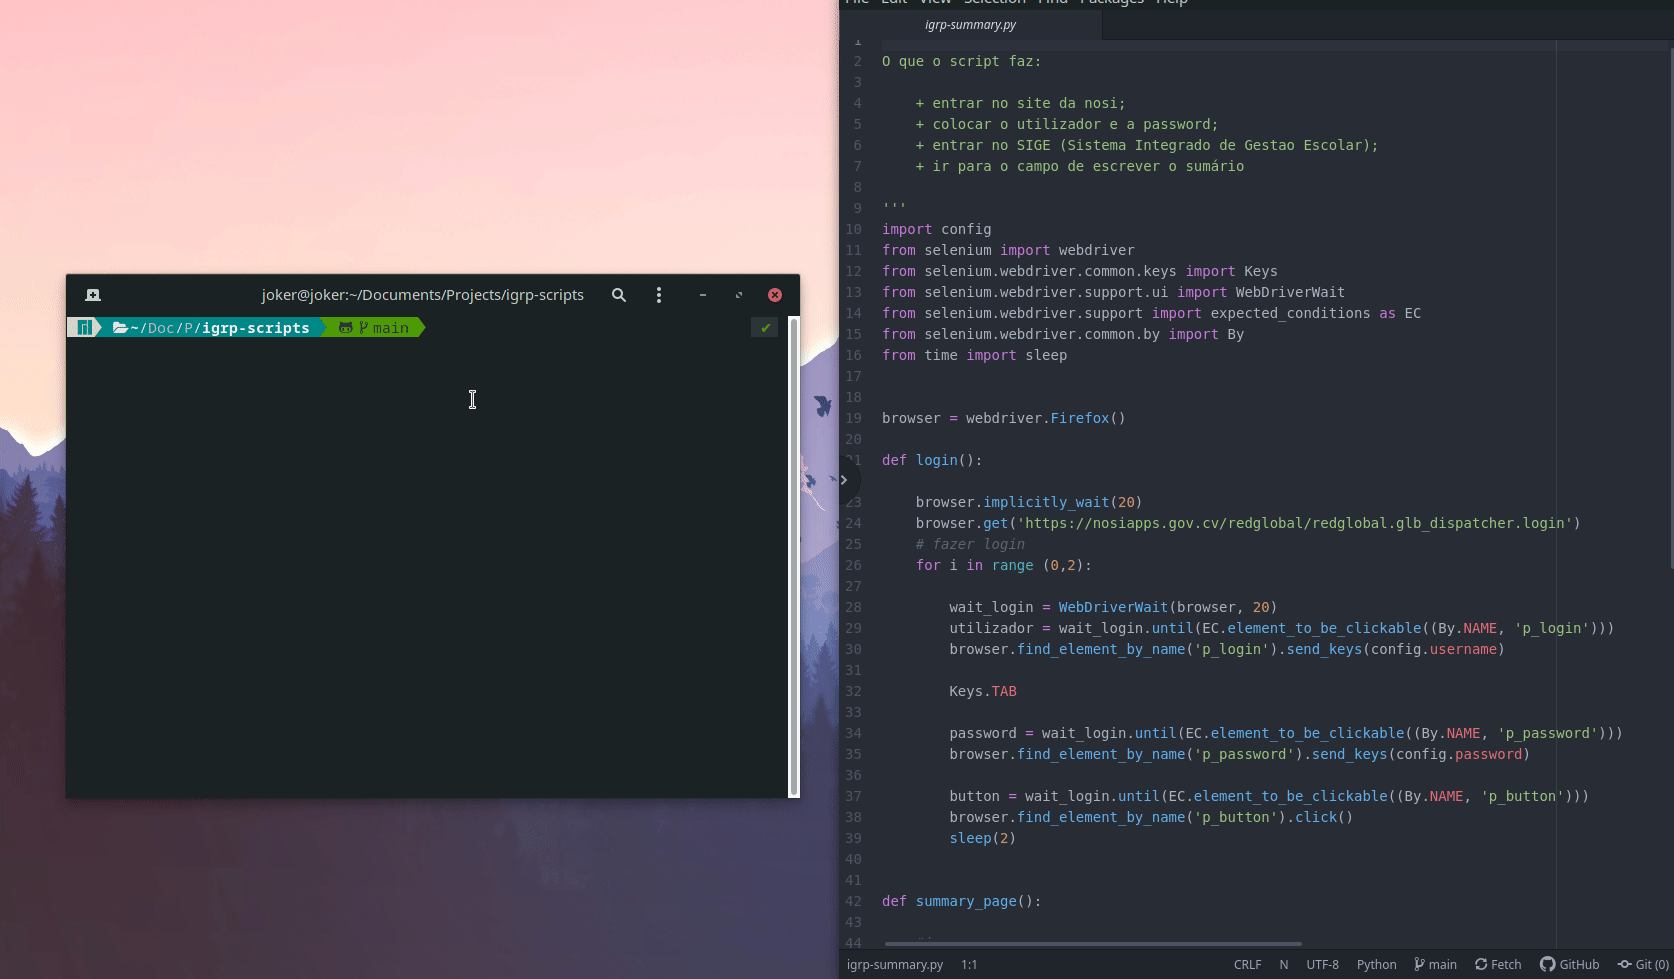 joker@joker:~/Documents/Projects/igrp-scripts
~/Doc/P/igrp-scripts main ✔
File Edit View Selection Find Packages Help
igrp-summary.py
1
2 O que o script faz:
3
4 + entrar no site da nosi;
5 + colocar o utilizador e a password;
6 + entrar no SIGE (Sistema Integrado de Gestao Escolar);
7 + ir para o campo de escrever o sumário
8
9 '''
10 import config
11 from selenium import webdriver
12 from selenium.webdriver.common.keys import Keys
13 from selenium.webdriver.support.ui import WebDriverWait
14 from selenium.webdriver.support import expected_conditions as EC
15 from selenium.webdriver.common.by import By
16 from time import sleep
17
18
19 browser = webdriver.Firefox()
20
21 def login():
23 browser.implicitly_wait(20)
24 browser.get('https://nosiapps.gov.cv/redglobal/redglobal.glb_dispatcher.login')
25 # fazer login
26 for i in range (0,2):
27
28 wait_login = WebDriverWait(browser, 20)
29 utilizador = wait_login.until(EC.element_to_be_clickable((By.NAME, 'p_login')))
30 browser.find_element_by_name('p_login').send_keys(config.username)
31
32 Keys.TAB
33
34 password = wait_login.until(EC.element_to_be_clickable((By.NAME, 'p_password')))
35 browser.find_element_by_name('p_password').send_keys(config.password)
36
37 button = wait_login.until(EC.element_to_be_clickable((By.NAME, 'p_button')))
38 browser.find_element_by_name('p_button').click()
39 sleep(2)
40
41
42 def summary_page():
43
44
igrp-summary.py 1:1 CRLF N UTF-8 Python main Fetch GitHub Git (0)